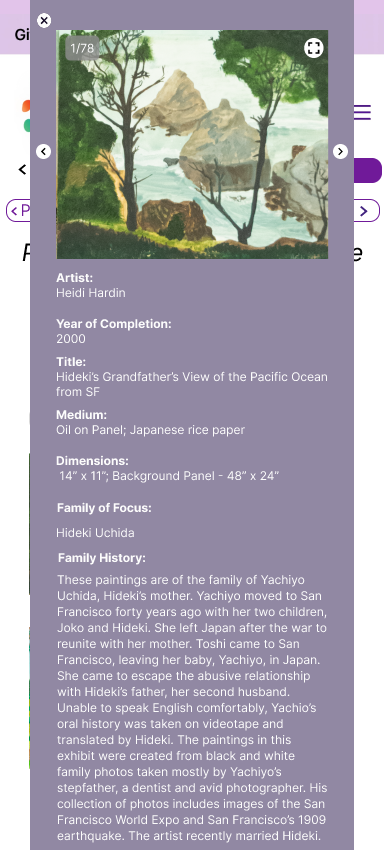 Gi
1/78
P
P
e
Artist:
Heidi Hardin
Year of Completion:
2000
Title:
Hideki’s Grandfather’s View of the Pacific Ocean
from SF
Medium:
Oil on Panel; Japanese rice paper
Dimensions:
14” x 11”; Background Panel - 48” x 24”
Family of Focus:
Hideki Uchida
Family History:
These paintings are of the family of Yachiyo
Uchida, Hideki’s mother. Yachiyo moved to San
Francisco forty years ago with her two children,
Joko and Hideki. She left Japan after the war to
reunite with her mother. Toshi came to San
Francisco, leaving her baby, Yachiyo, in Japan.
She came to escape the abusive relationship
with Hideki’s father, her second husband.
Unable to speak English comfortably, Yachio’s
oral history was taken on videotape and
translated by Hideki. The paintings in this
exhibit were created from black and white
family photos taken mostly by Yachiyo’s
stepfather, a dentist and avid photographer. His
collection of photos includes images of the San
Francisco World Expo and San Francisco’s 1909
earthquake. The artist recently married Hideki.